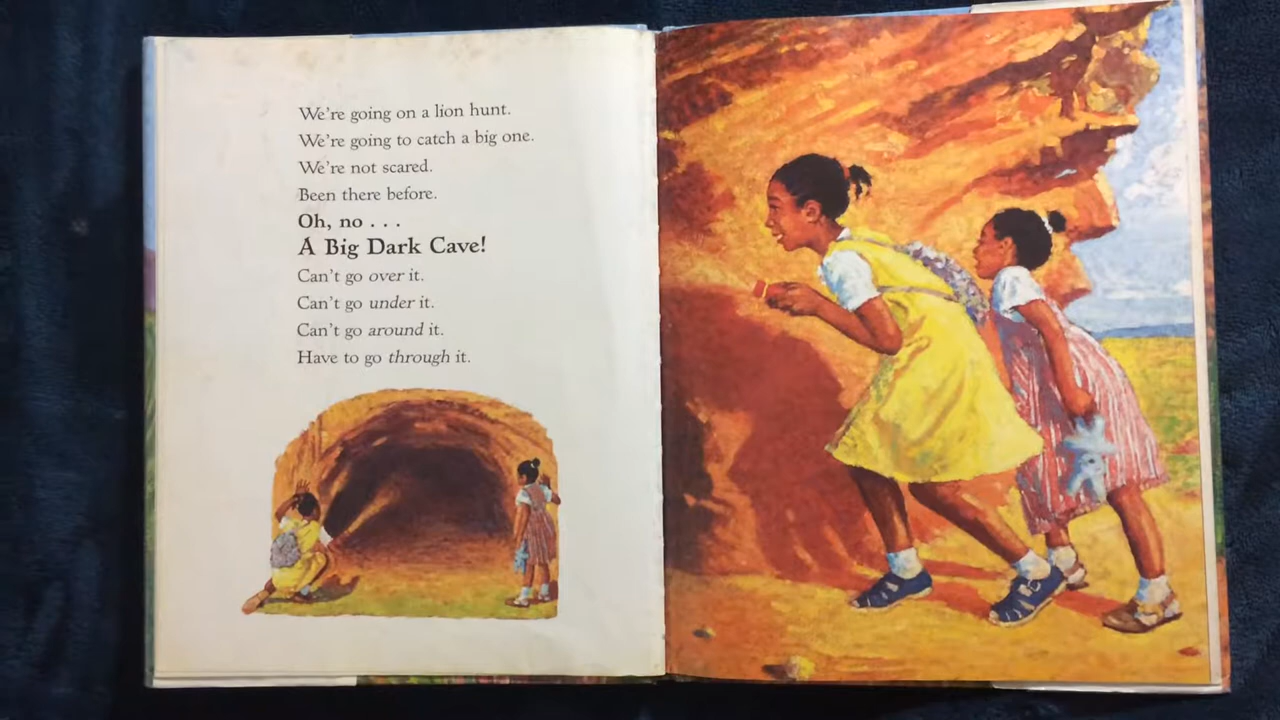 We're going on a lion hunt.
We're going to catch a big one.
We're not scared.
Been there before.
Oh, no . . .
A Big Dark Cave!
Can't go over it.
Can't go under it.
Can't go around it.
Have to go through it.